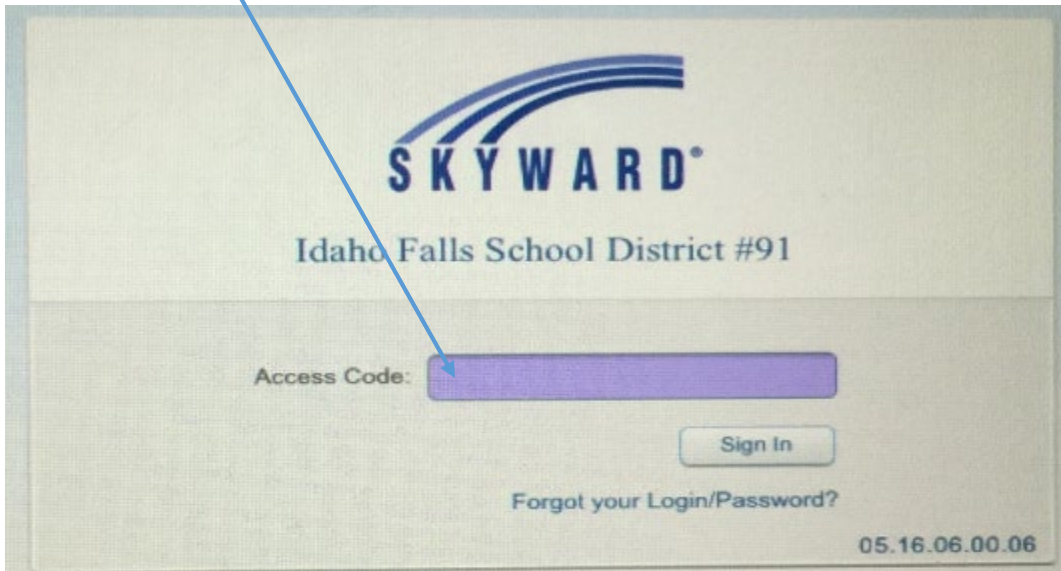 SKYWARD®
Idaho Falls School District #91
Access Code:
Sign In
Forgot your Login/Password?
05.16.06.00.06